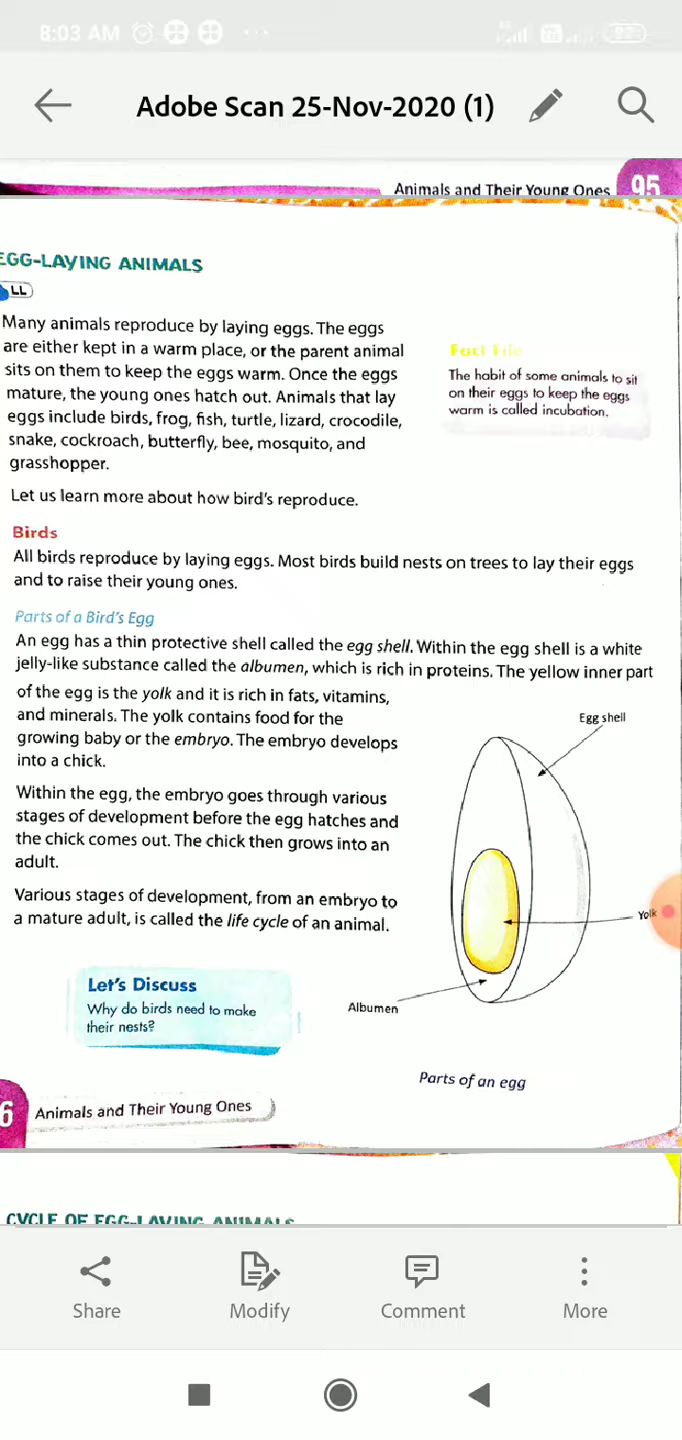 8:03 AM
Adobe Scan 25-Nov-2020 (1)
Animals and Their Young Ones 95
EGG-LAYING ANIMALS
LL
Many animals reproduce by laying eggs. The eggs
are either kept in a warm place, or the parent animal
sits on them to keep the eggs warm. Once the eggs
mature, the young ones hatch out. Animals that lay
eggs include birds, frog, fish, turtle, lizard, crocodile,
snake, cockroach, butterfly, bee, mosquito, and
grasshopper.
Fact File
The habit of some animals to sit
on their eggs to keep the eggs
warm is called incubation.
Let us learn more about how bird's reproduce.
Birds
All birds reproduce by laying eggs. Most birds build nests on trees to lay their eggs
and to raise their young ones.
Parts of a Bird's Egg
An egg has a thin protective shell called the egg shell. Within the egg shell is a white
jelly-like substance called the albumen, which is rich in proteins. The yellow inner part
of the egg is the yolk and it is rich in fats, vitamins,
and minerals. The yolk contains food for the
growing baby or the embryo. The embryo develops
into a chick.
Within the egg, the embryo goes through various
stages of development before the egg hatches and
the chick comes out. The chick then grows into an
adult.
Various stages of development, from an embryo to
a mature adult, is called the life cycle of an animal.
Egg shell
Yolk
Albumen
Parts of an egg
Let's Discuss
Why do birds need to make
their nests?
6 Animals and Their Young Ones
CYCLE OF EGG-LAYING ANIMALS
Share
Modify
Comment
More